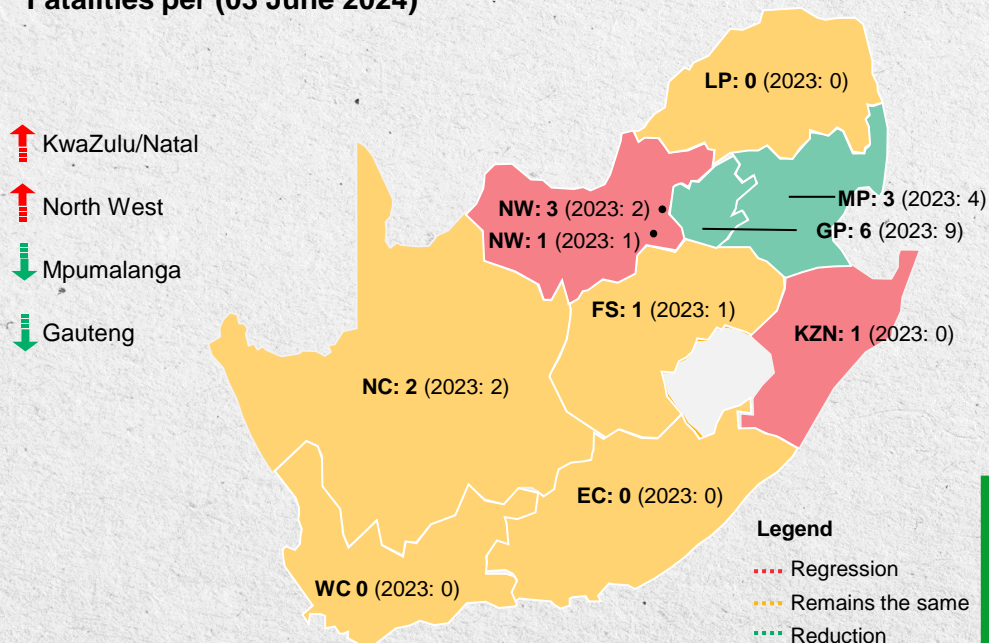 Fatalities per (03 June 2024)
KwaZulu/Natal
North West
Mpumalanga
Gauteng
LP: 0 (2023: 0)
MP: 3 (2023: 4)
NW: 3 (2023: 2)
GP: 6 (2023: 9)
NW: 1 (2023: 1)
FS: 1 (2023: 1)
KZN: 1 (2023: 0)
NC: 2 (2023: 2)
EC: 0 (2023: 0)
WC 0 (2023: 0)
Legend
Regression
Remains the same
Reduction